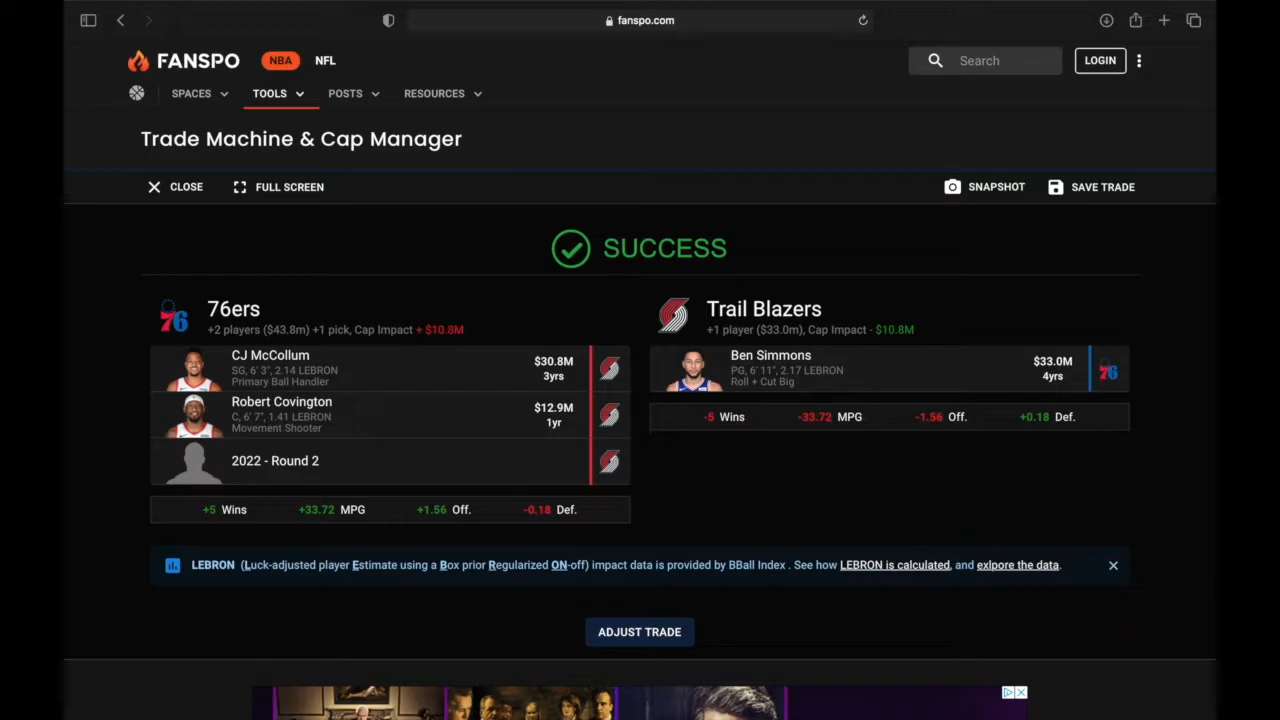 fanspo.com
FANSPO NBA NFL Search LOGIN
SPACES TOOLS POSTS RESOURCES
Trade Machine & Cap Manager
CLOSE FULL SCREEN SNAPSHOT SAVE TRADE
SUCCESS
76ers
+2 players ($43.8m) +1 pick, Cap Impact + $10.8M
CJ McCollum
SG, 6' 3", 2.14 LEBRON
Primary Ball Handler
$30.8M
3yrs
Robert Covington
C, 6' 7", 1.41 LEBRON
Movement Shooter
$12.9M
1yr
2022 - Round 2
+5 Wins +33.72 MPG +1.56 Off. -0.18 Def.
Trail Blazers
+1 player ($33.0m), Cap Impact - $10.8M
Ben Simmons
PG, 6' 11", 2.17 LEBRON
Roll + Cut Big
$33.0M
4yrs
-5 Wins -33.72 MPG -1.56 Off. +0.18 Def.
LEBRON (Luck-adjusted player Estimate using a Box prior Regularized ON-off) impact data is provided by BBall Index . See how LEBRON is calculated, and exlpore the data.
ADJUST TRADE